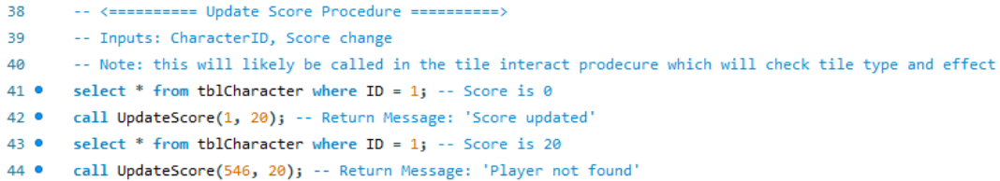 38 -- <========== Update Score Procedure ==========>
39 -- Inputs: CharacterID, Score change
40 -- Note: this will likely be called in the tile interact prodecure which will check tile type and effect
41 select * from tblCharacter where ID = 1; -- Score is 0
42 call UpdateScore(1, 20); -- Return Message: 'Score updated'
43 select * from tblCharacter where ID = 1; -- Score is 20
44 call UpdateScore(546, 20); -- Return Message: 'Player not found'